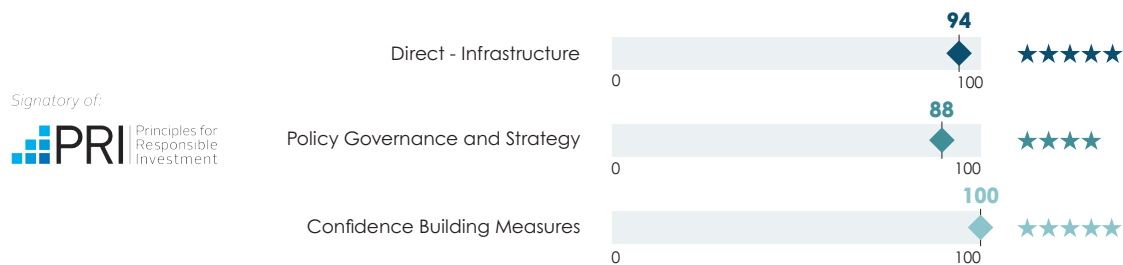 Signatory of:
PRI
Principles for
Responsible
Investment
94
Direct - Infrastructure
0
100
88
Policy Governance and Strategy
0
100
100
Confidence Building Measures
0
100